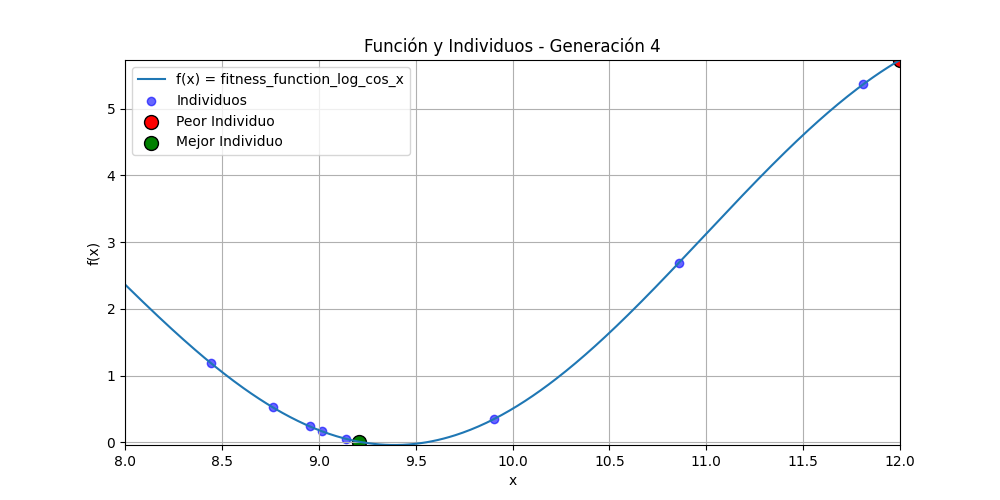 Función y Individuos - Generación 4
f(x) = fitness_function_log_cos_x
Individuos
Peor Individuo
Mejor Individuo
f(x)
5
4
3
2
1
0
8.0 8.5 9.0 9.5 10.0 10.5 11.0 11.5 12.0
x